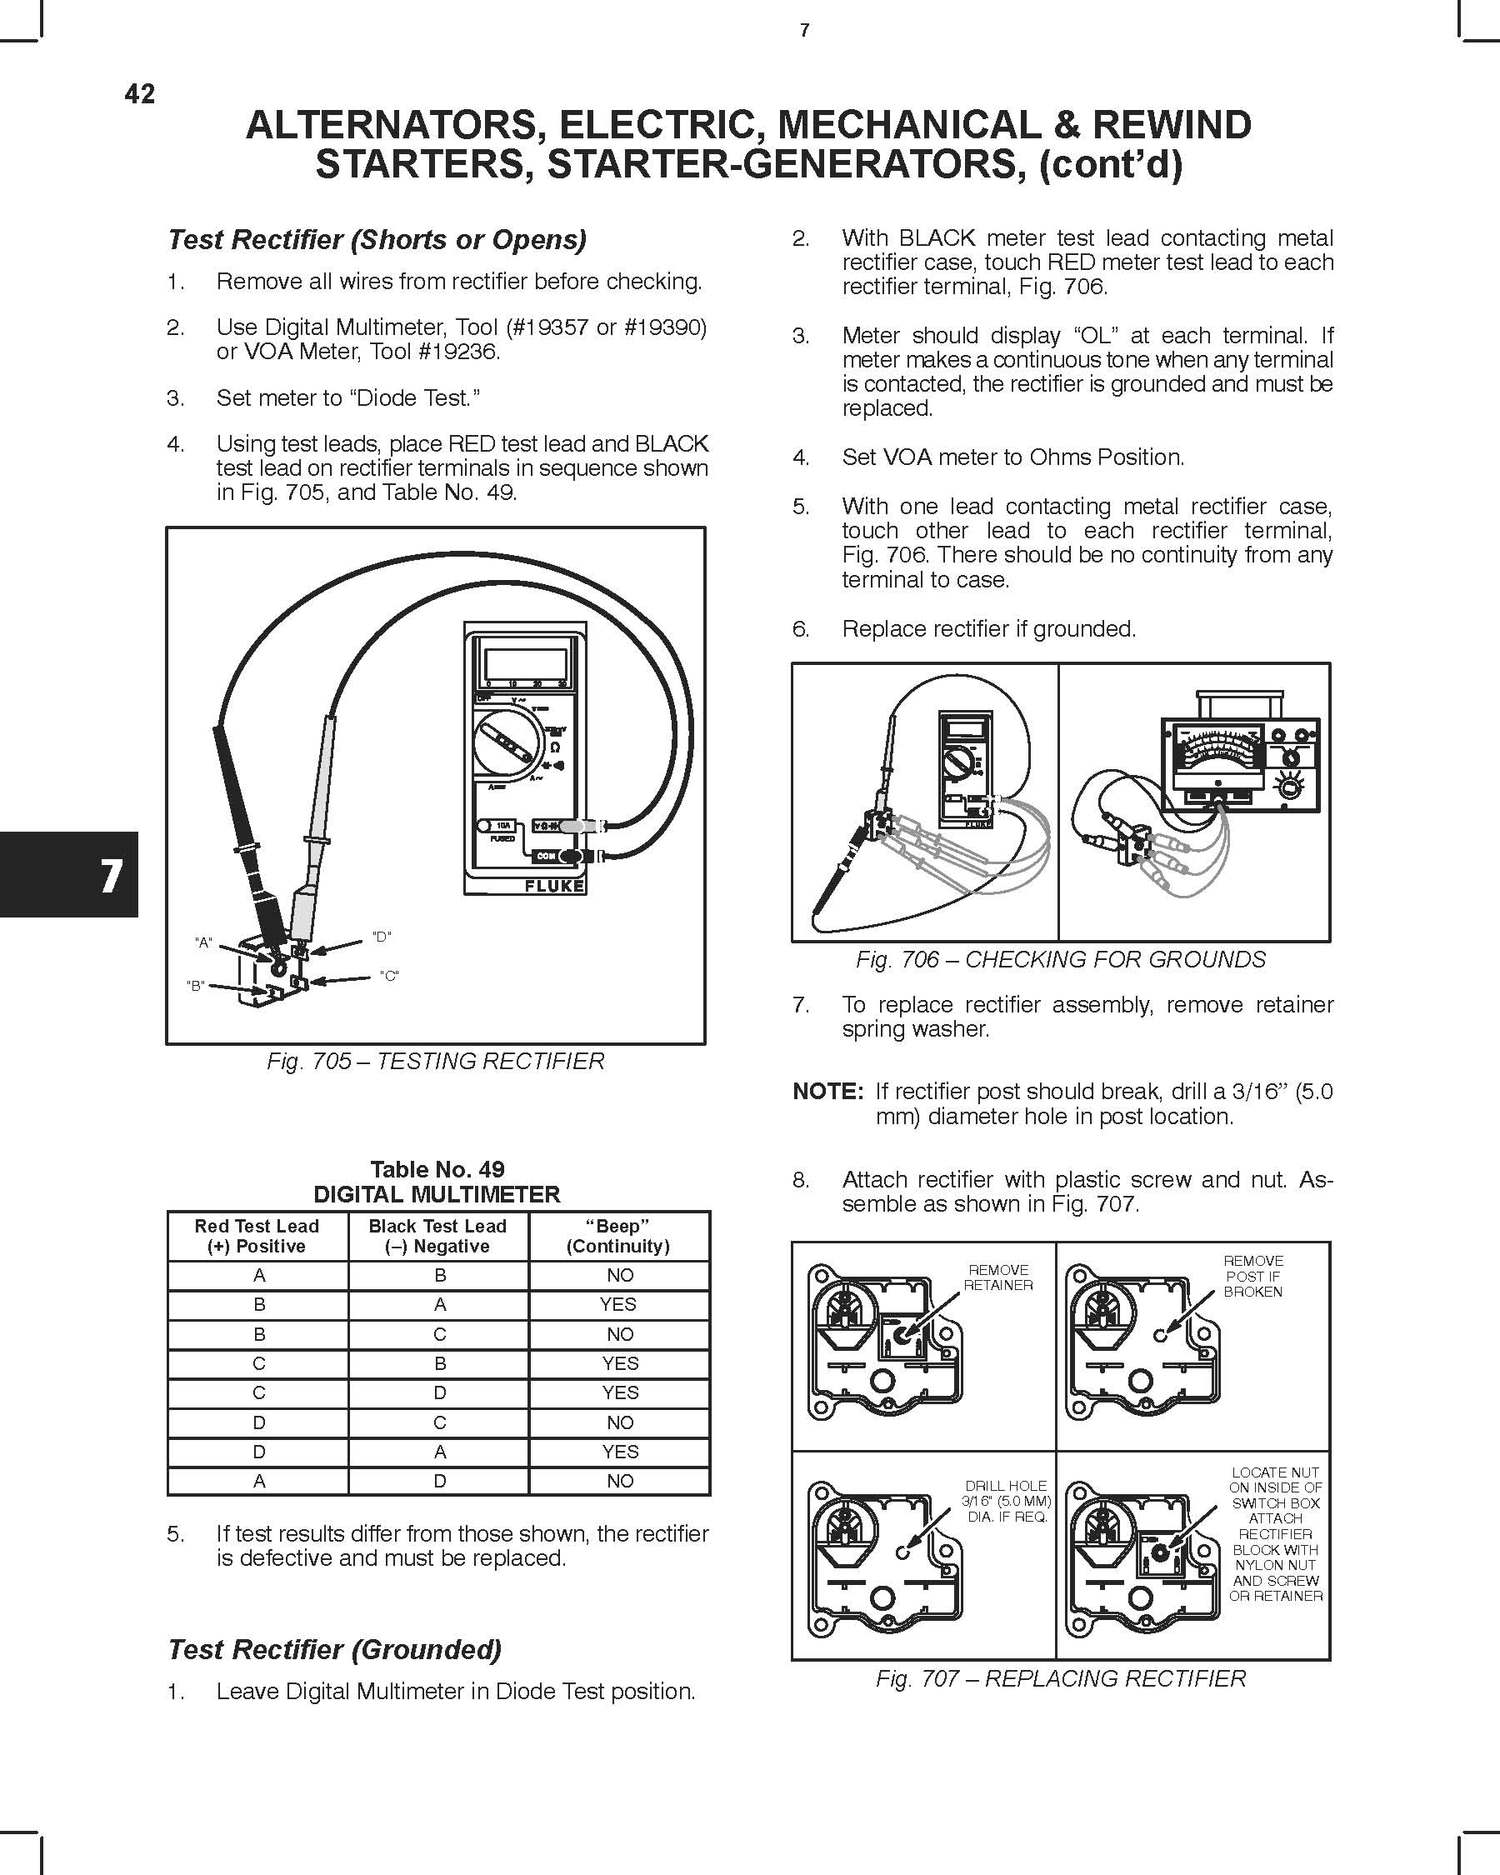 7
42
ALTERNATORS, ELECTRIC, MECHANICAL & REWIND
STARTERS, STARTER-GENERATORS, (cont’d)
Test Rectifier (Shorts or Opens)
1. Remove all wires from rectifier before checking.
2. Use Digital Multimeter, Tool (#19357 or #19390)
or VOA Meter, Tool #19236.
3. Set meter to “Diode Test.”
4. Using test leads, place RED test lead and BLACK
test lead on rectifier terminals in sequence shown
in Fig. 705, and Table No. 49.
0 10 20 30
OFF
V~
Ω
A~
10A
FUSED
COM
FLUKE
"A"
"B"
"D"
"C"
Fig. 705 – TESTING RECTIFIER
Table No. 49
DIGITAL MULTIMETER
Red Test Lead Black Test Lead “Beep”
(+) Positive (–) Negative (Continuity)
A B NO
B A YES
B C NO
C B YES
C D YES
D C NO
D A YES
A D NO
5. If test results differ from those shown, the rectifier
is defective and must be replaced.
Test Rectifier (Grounded)
1. Leave Digital Multimeter in Diode Test position.
7
2. With BLACK meter test lead contacting metal
rectifier case, touch RED meter test lead to each
rectifier terminal, Fig. 706.
3. Meter should display “OL” at each terminal. If
meter makes a continuous tone when any terminal
is contacted, the rectifier is grounded and must be
replaced.
4. Set VOA meter to Ohms Position.
5. With one lead contacting metal rectifier case,
touch other lead to each rectifier terminal,
Fig. 706. There should be no continuity from any
terminal to case.
6. Replace rectifier if grounded.
FLUKE
Fig. 706 – CHECKING FOR GROUNDS
7. To replace rectifier assembly, remove retainer
spring washer.
NOTE: If rectifier post should break, drill a 3/16” (5.0
mm) diameter hole in post location.
8. Attach rectifier with plastic screw and nut. As-
semble as shown in Fig. 707.
REMOVE
RETAINER
REMOVE
POST IF
BROKEN
DRILL HOLE
3/16" (5.0 MM)
DIA. IF REQ.
LOCATE NUT
ON INSIDE OF
SWITCH BOX
ATTACH
RECTIFIER
BLOCK WITH
NYLON NUT
AND SCREW
OR RETAINER
Fig. 707 – REPLACING RECTIFIER